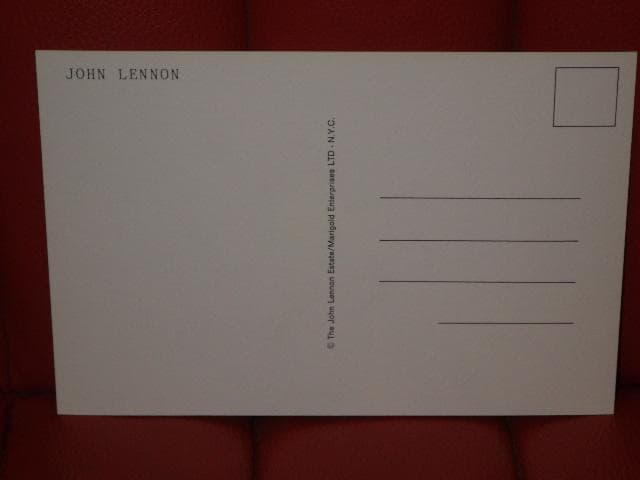 JOHN LENNON
© The John Lennon Estate/Marigold Enterprises LTD - N.Y.C.